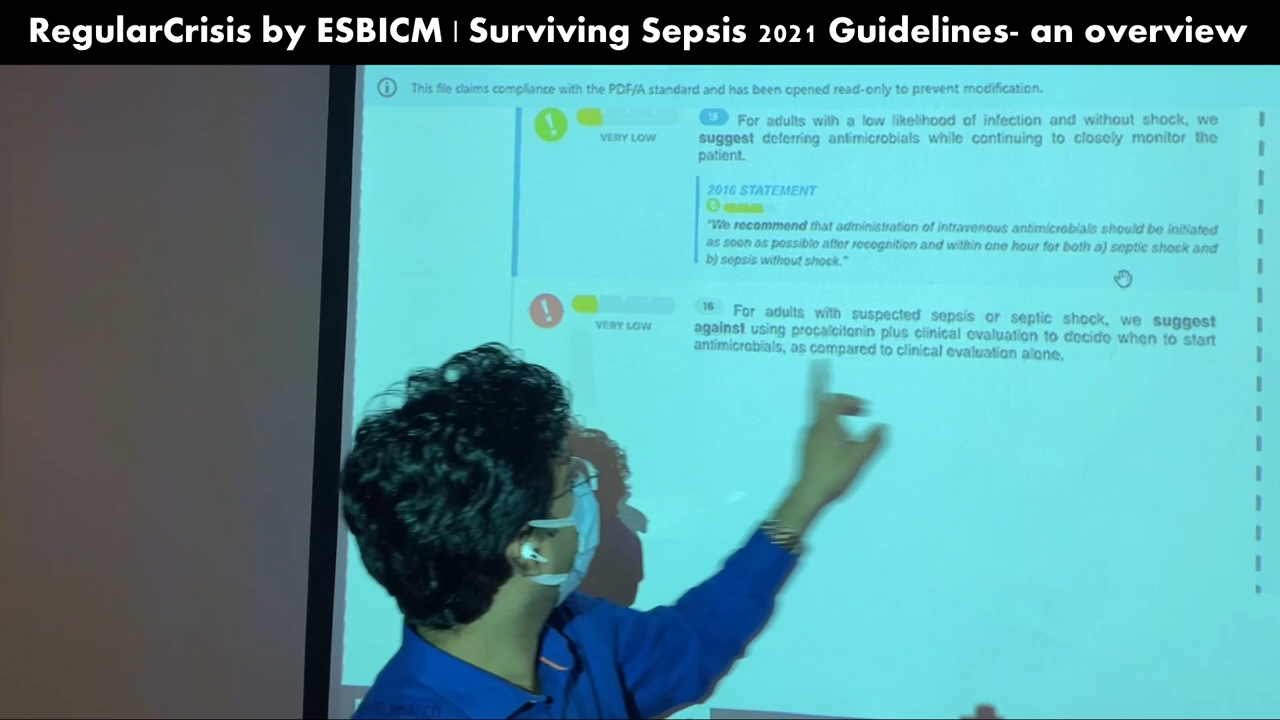 RegularCrisis by ESBICM | Surviving Sepsis 2021 Guidelines- an overview
This file claims compliance with the PDF/A standard and has been opened read-only to prevent modification.
VERY LOW
15 For adults with a low likelihood of infection and without shock, we
suggest deferring antimicrobials while continuing to closely monitor the
patient.
2016 STATEMENT
"We recommend that administration of intravenous antimicrobials should be initiated
as soon as possible after recognition and within one hour for both a) septic shock and
b) sepsis without shock."
VERY LOW
16 For adults with suspected sepsis or septic shock, we suggest
against using procalcitonin plus clinical evaluation to decide when to start
antimicrobials, as compared to clinical evaluation alone.